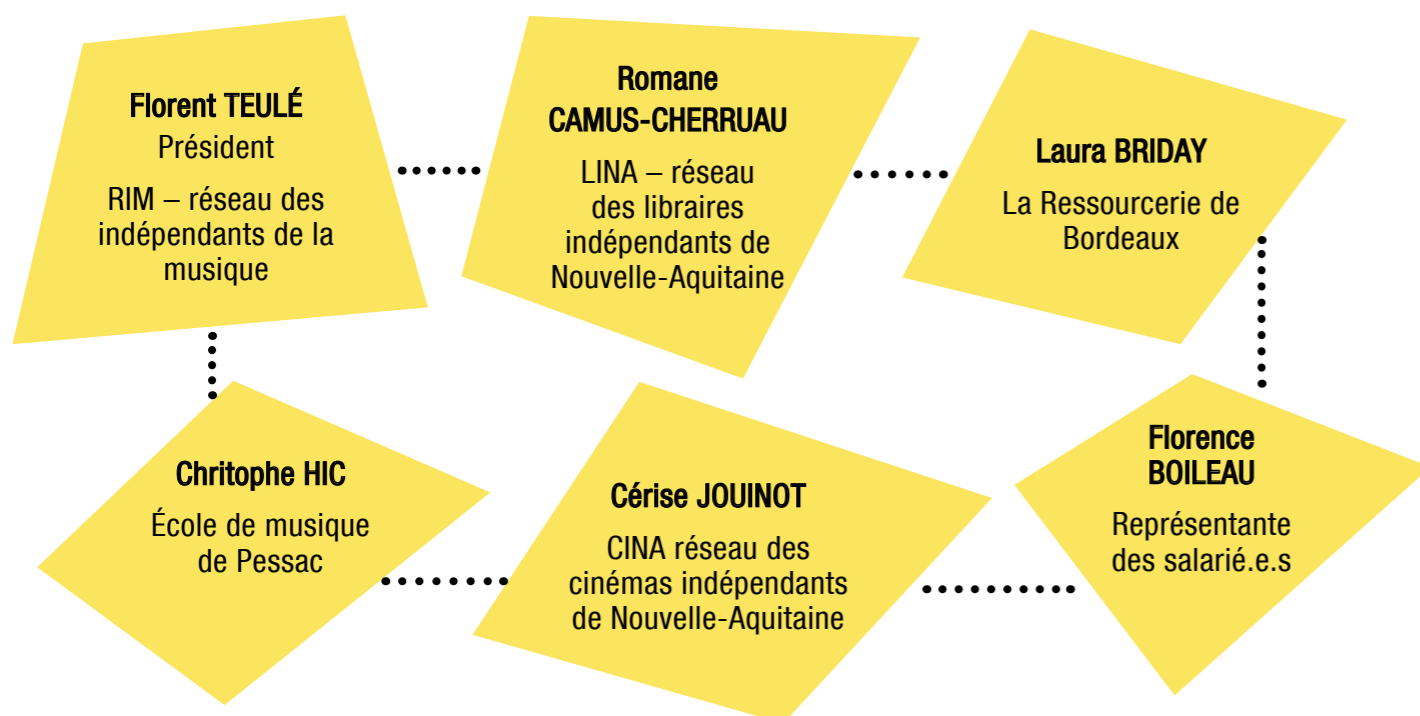 Florent TEULÉ
Président
RIM – réseau des
indépendants de la
musique
Romane
CAMUS-CHERRUAU
LINA – réseau
des libraires
indépendants de
Nouvelle-Aquitaine
Laura BRIDAY
La Ressourcerie de
Bordeaux
Chritophe HIC
École de musique
de Pessac
Cérise JOUINOT
CINA réseau des
cinémas indépendants
de Nouvelle-Aquitaine
Florence
BOILEAU
Représentante
des salarié.e.s